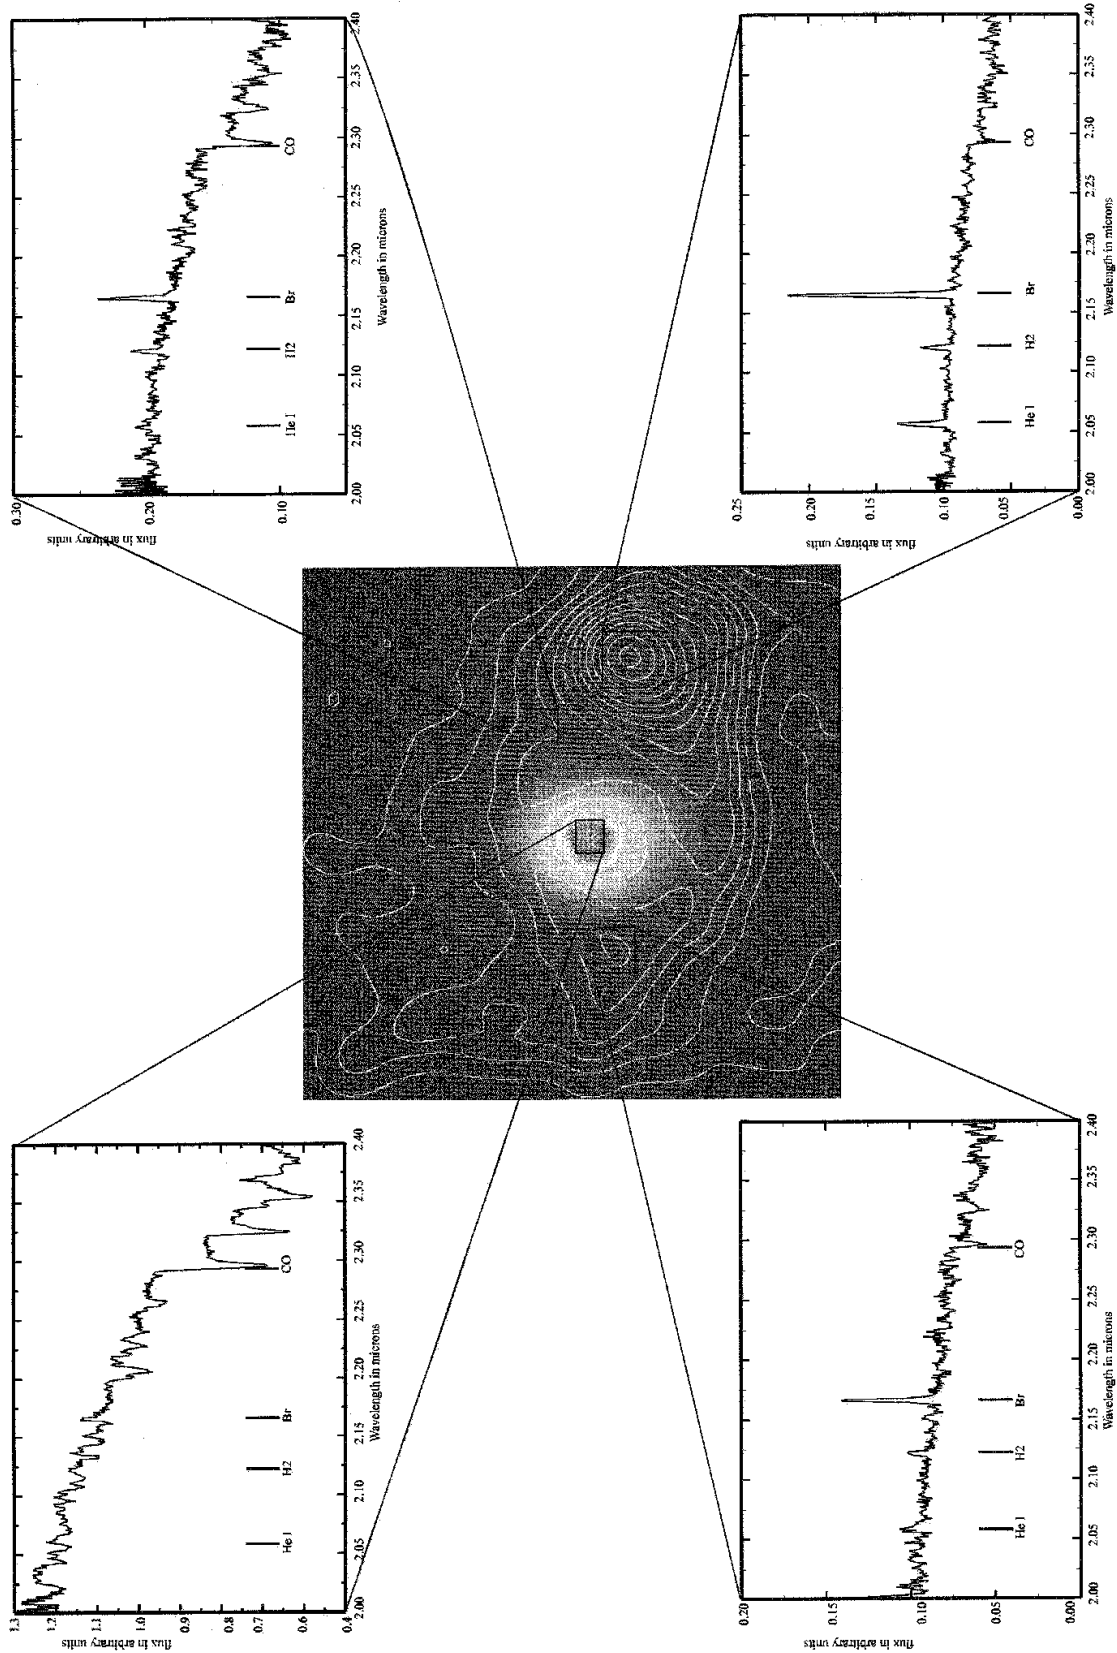 flux in arbitrary units
1.3
1.2
1.1
1.0
0.9
0.8
0.7
0.6
0.5
0.4
He I H2 Br CO
2.00 2.05 2.10 2.15 2.20 2.25 2.30 2.35 2.40
Wavelength in microns
flux in arbitrary units
0.30
0.20
0.10
He I H2 Br CO
2.00 2.05 2.10 2.15 2.20 2.25 2.30 2.35 2.40
Wavelength in microns
flux in arbitrary units
0.20
0.15
0.10
0.05
0.00
He I H2 Br CO
2.00 2.05 2.10 2.15 2.20 2.25 2.30 2.35 2.40
Wavelength in microns
flux in arbitrary units
0.25
0.20
0.15
0.10
0.05
0.00
He I H2 Br CO
2.00 2.05 2.10 2.15 2.20 2.25 2.30 2.35 2.40
Wavelength in microns